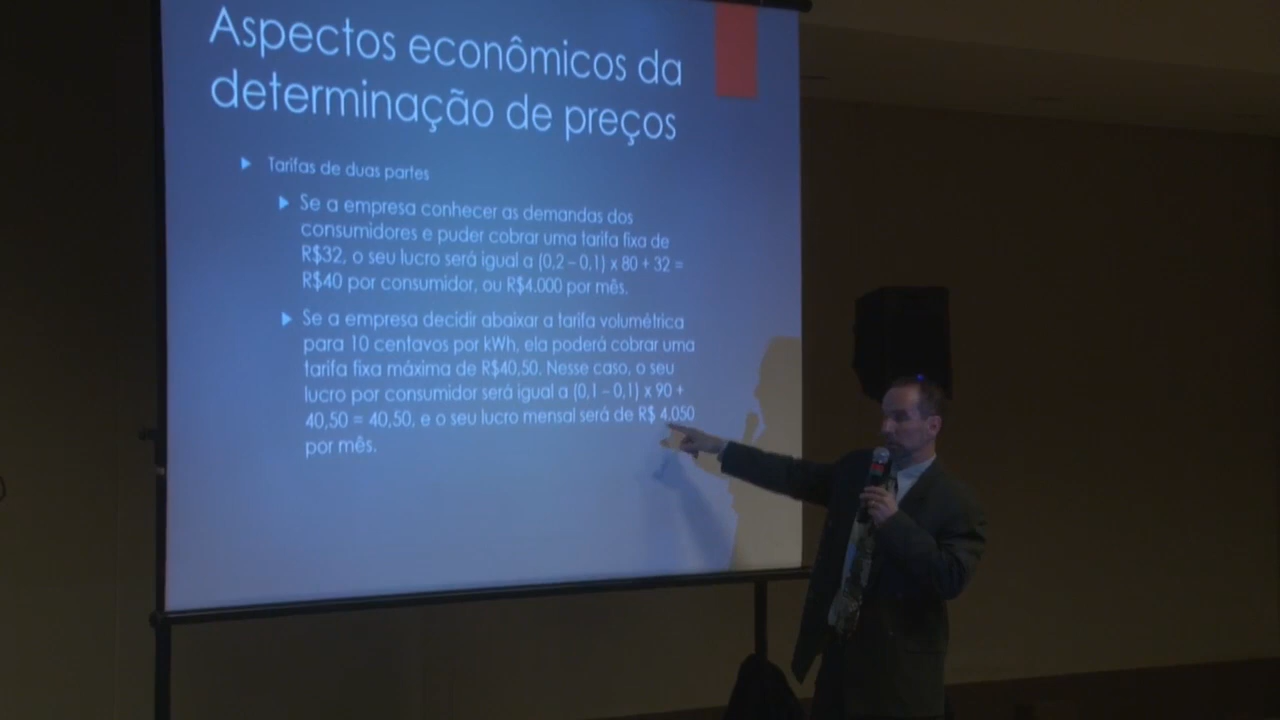 Aspectos econômicos da
determinação de preços
Tarifas de duas partes
Se a empresa conhecer as demandas dos
consumidores e puder cobrar uma tarifa fixa de
R$32, o seu lucro será igual a (0,2 – 0,1) x 80 + 32 =
R$40 por consumidor, ou R$4.000 por mês.
Se a empresa decidir abaixar a tarifa volumétrica
para 10 centavos por kWh, ela poderá cobrar uma
tarifa fixa máxima de R$40,50. Nesse caso, o seu
lucro por consumidor será igual a (0,1 – 0,1) x 90 +
40,50 = 40,50, e o seu lucro mensal será de R$ 4.050
por mês.